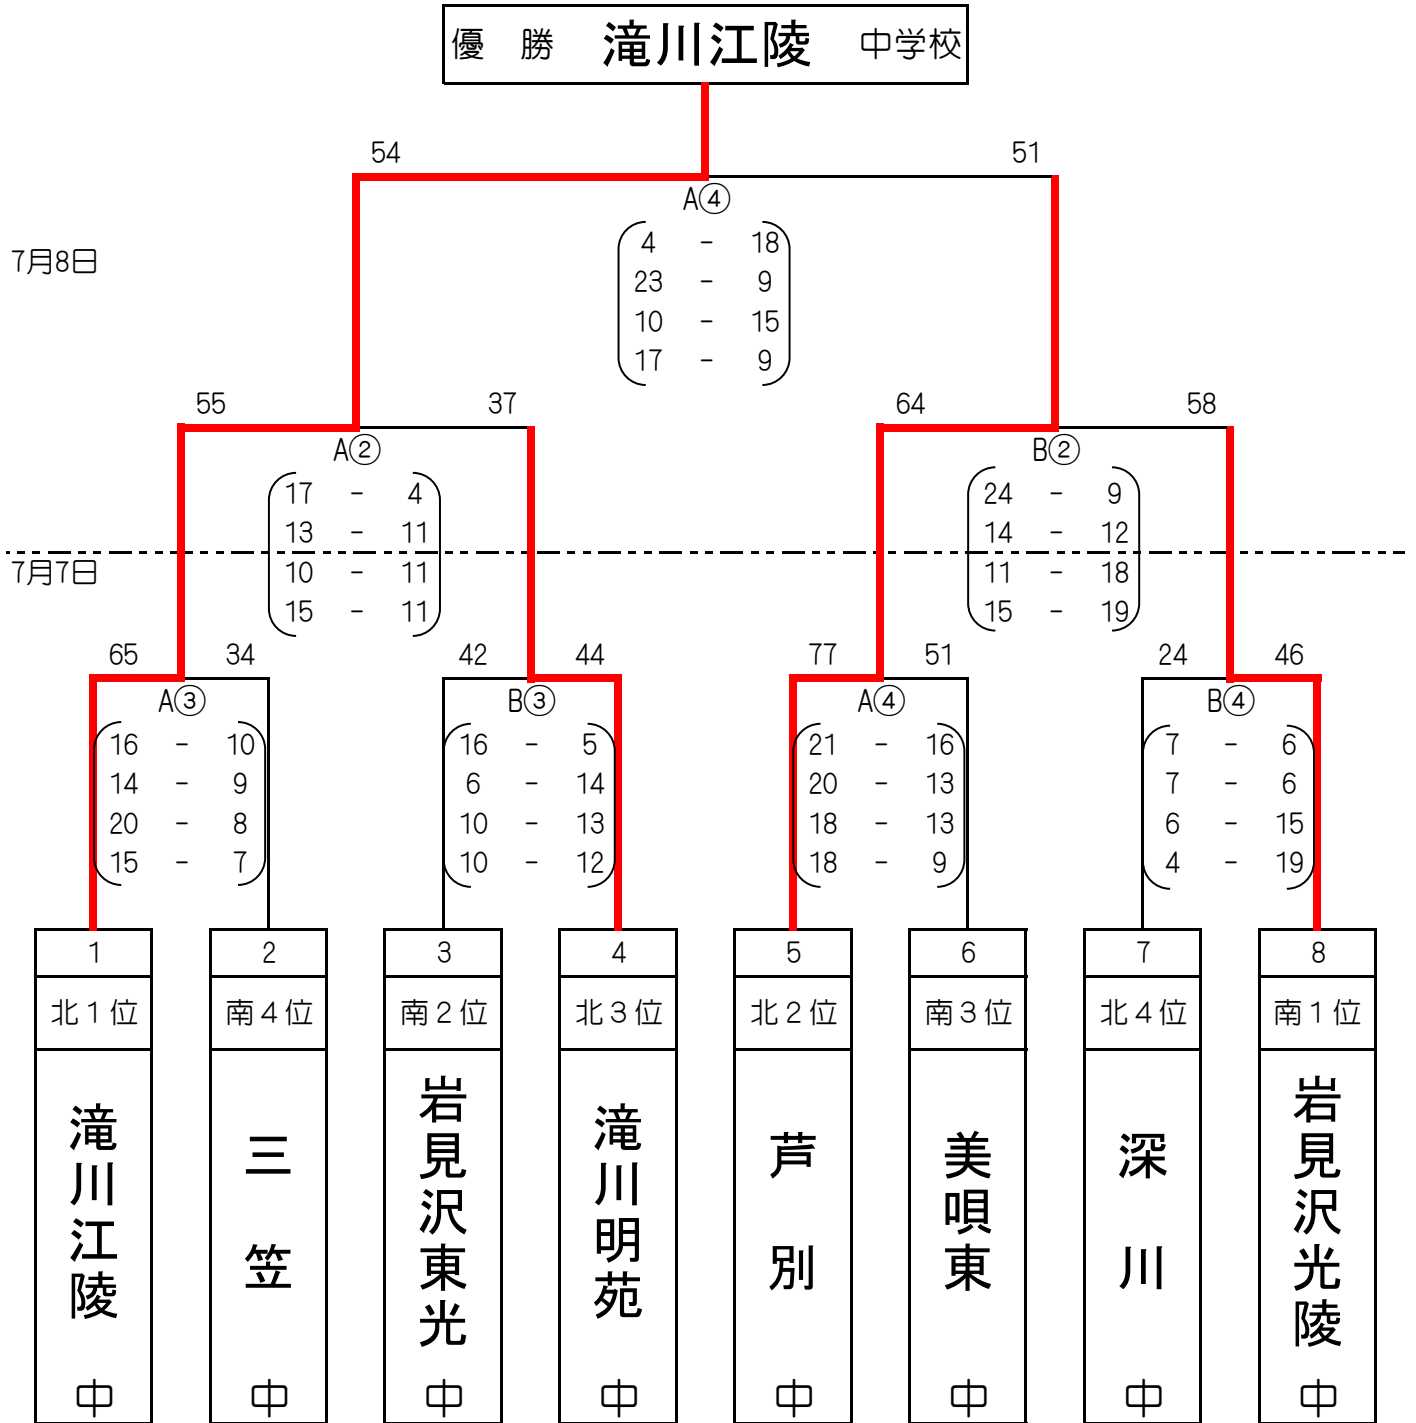 優　勝　滝川江陵　中学校
54 51
A④
4 - 18
7月8日
23 - 9
10 - 15
17 - 9
55 37 64 58
A② B②
17 - 4 24 - 9
13 - 11 14 - 12
7月7日
10 - 11 11 - 18
15 - 11 15 - 19
65 34 42 44 77 51 24 46
A③ B③ A④ B④
16 - 10 16 - 5 21 - 16 7 - 6
14 - 9 6 - 14 20 - 13 7 - 6
20 - 8 10 - 13 18 - 13 6 - 15
15 - 7 10 - 12 18 - 9 4 - 19
1 2 3 4 5 6 7 8
北１位 南４位 南２位 北３位 北２位 南３位 北４位 南１位
滝川江陵中
三笠中
岩見沢東光中
滝川明苑中
芦別中
美唄東中
深川中
岩見沢光陵中